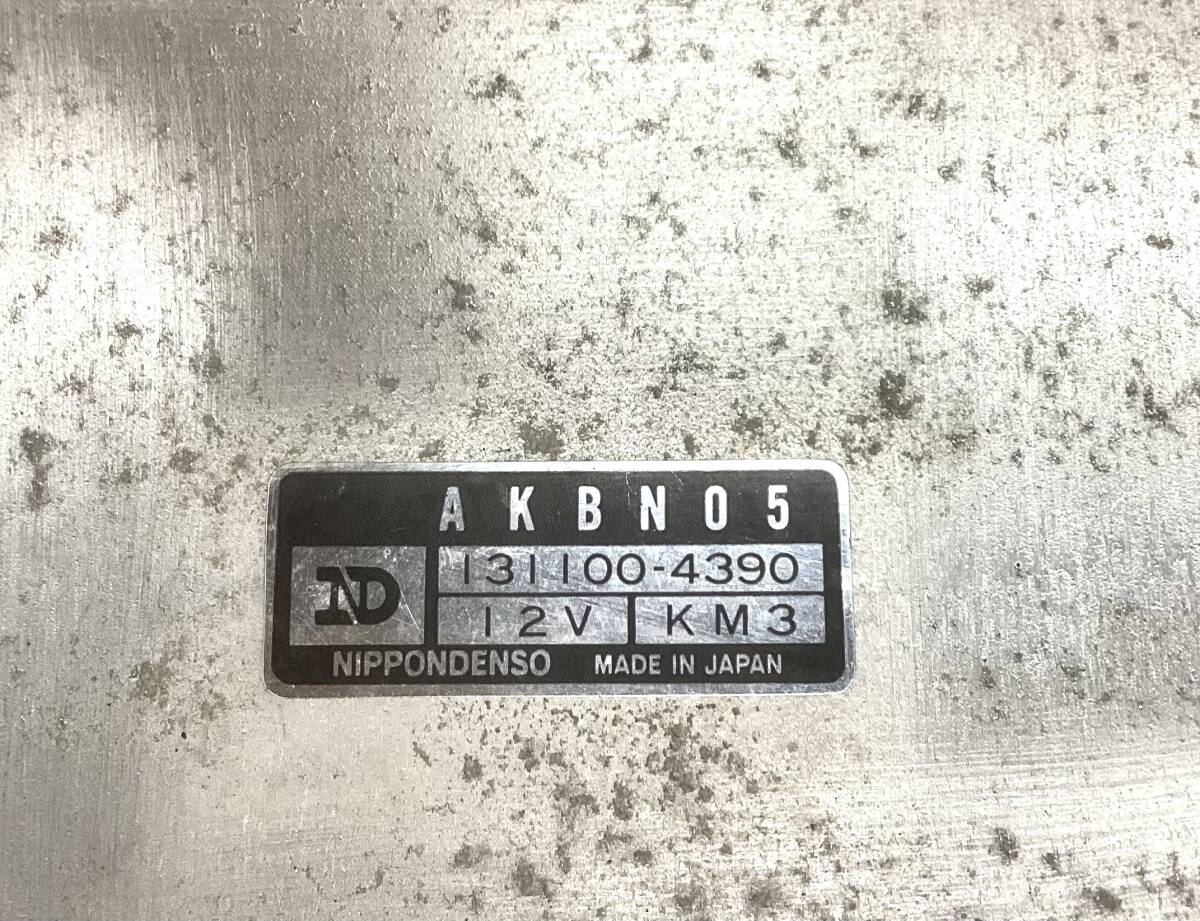 AKBN05
ND
131100-4390
12V KM3
NIPPONDENSO MADE IN JAPAN